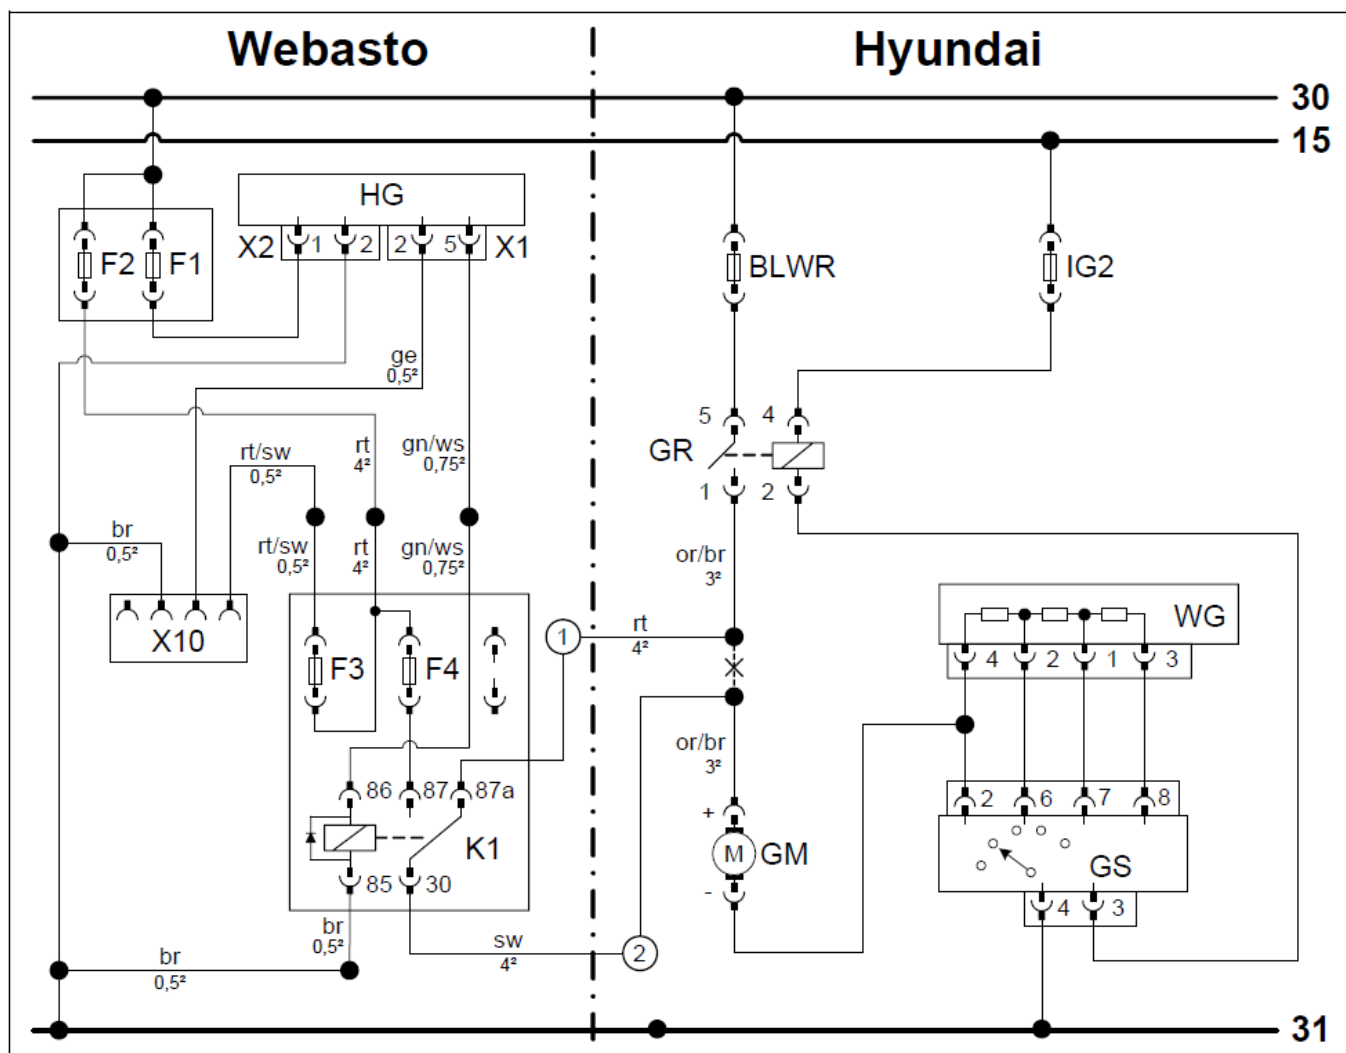 Webasto Hyundai
30
15
HG
X2 1 2 2 5 X1
F2 F1
BLWR IG2
ge
0,5²
5 4
rt/sw
0,5²
rt
4²
gn/ws
0,75²
GR
1 2
br
0,5²
rt/sw
0,5²
rt
4²
gn/ws
0,75²
or/br
3²
X10
1
rt
4²
WG
4 2 1 3
F3 F4
or/br
3²
86 87 87a
2 6 7 8
+
K1
M GM
GS
85 30
-
4 3
br
0,5²
sw
4²
2
br
0,5²
31